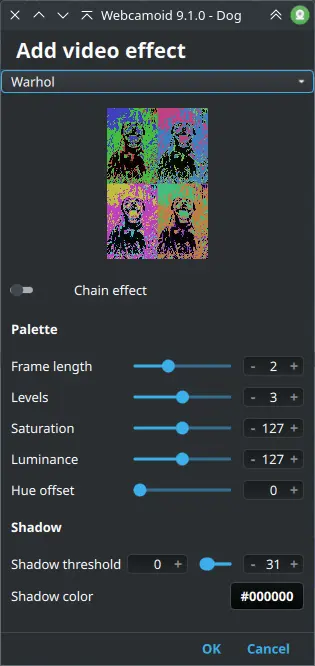 Webcamoid 9.1.0 - Dog
Add video effect
Warhol
Chain effect
Palette
Frame length - 2 +
Levels - 3 +
Saturation - 127 +
Luminance - 127 +
Hue offset 0 +
Shadow
Shadow threshold 0 + - 31 +
Shadow color #000000
OK Cancel